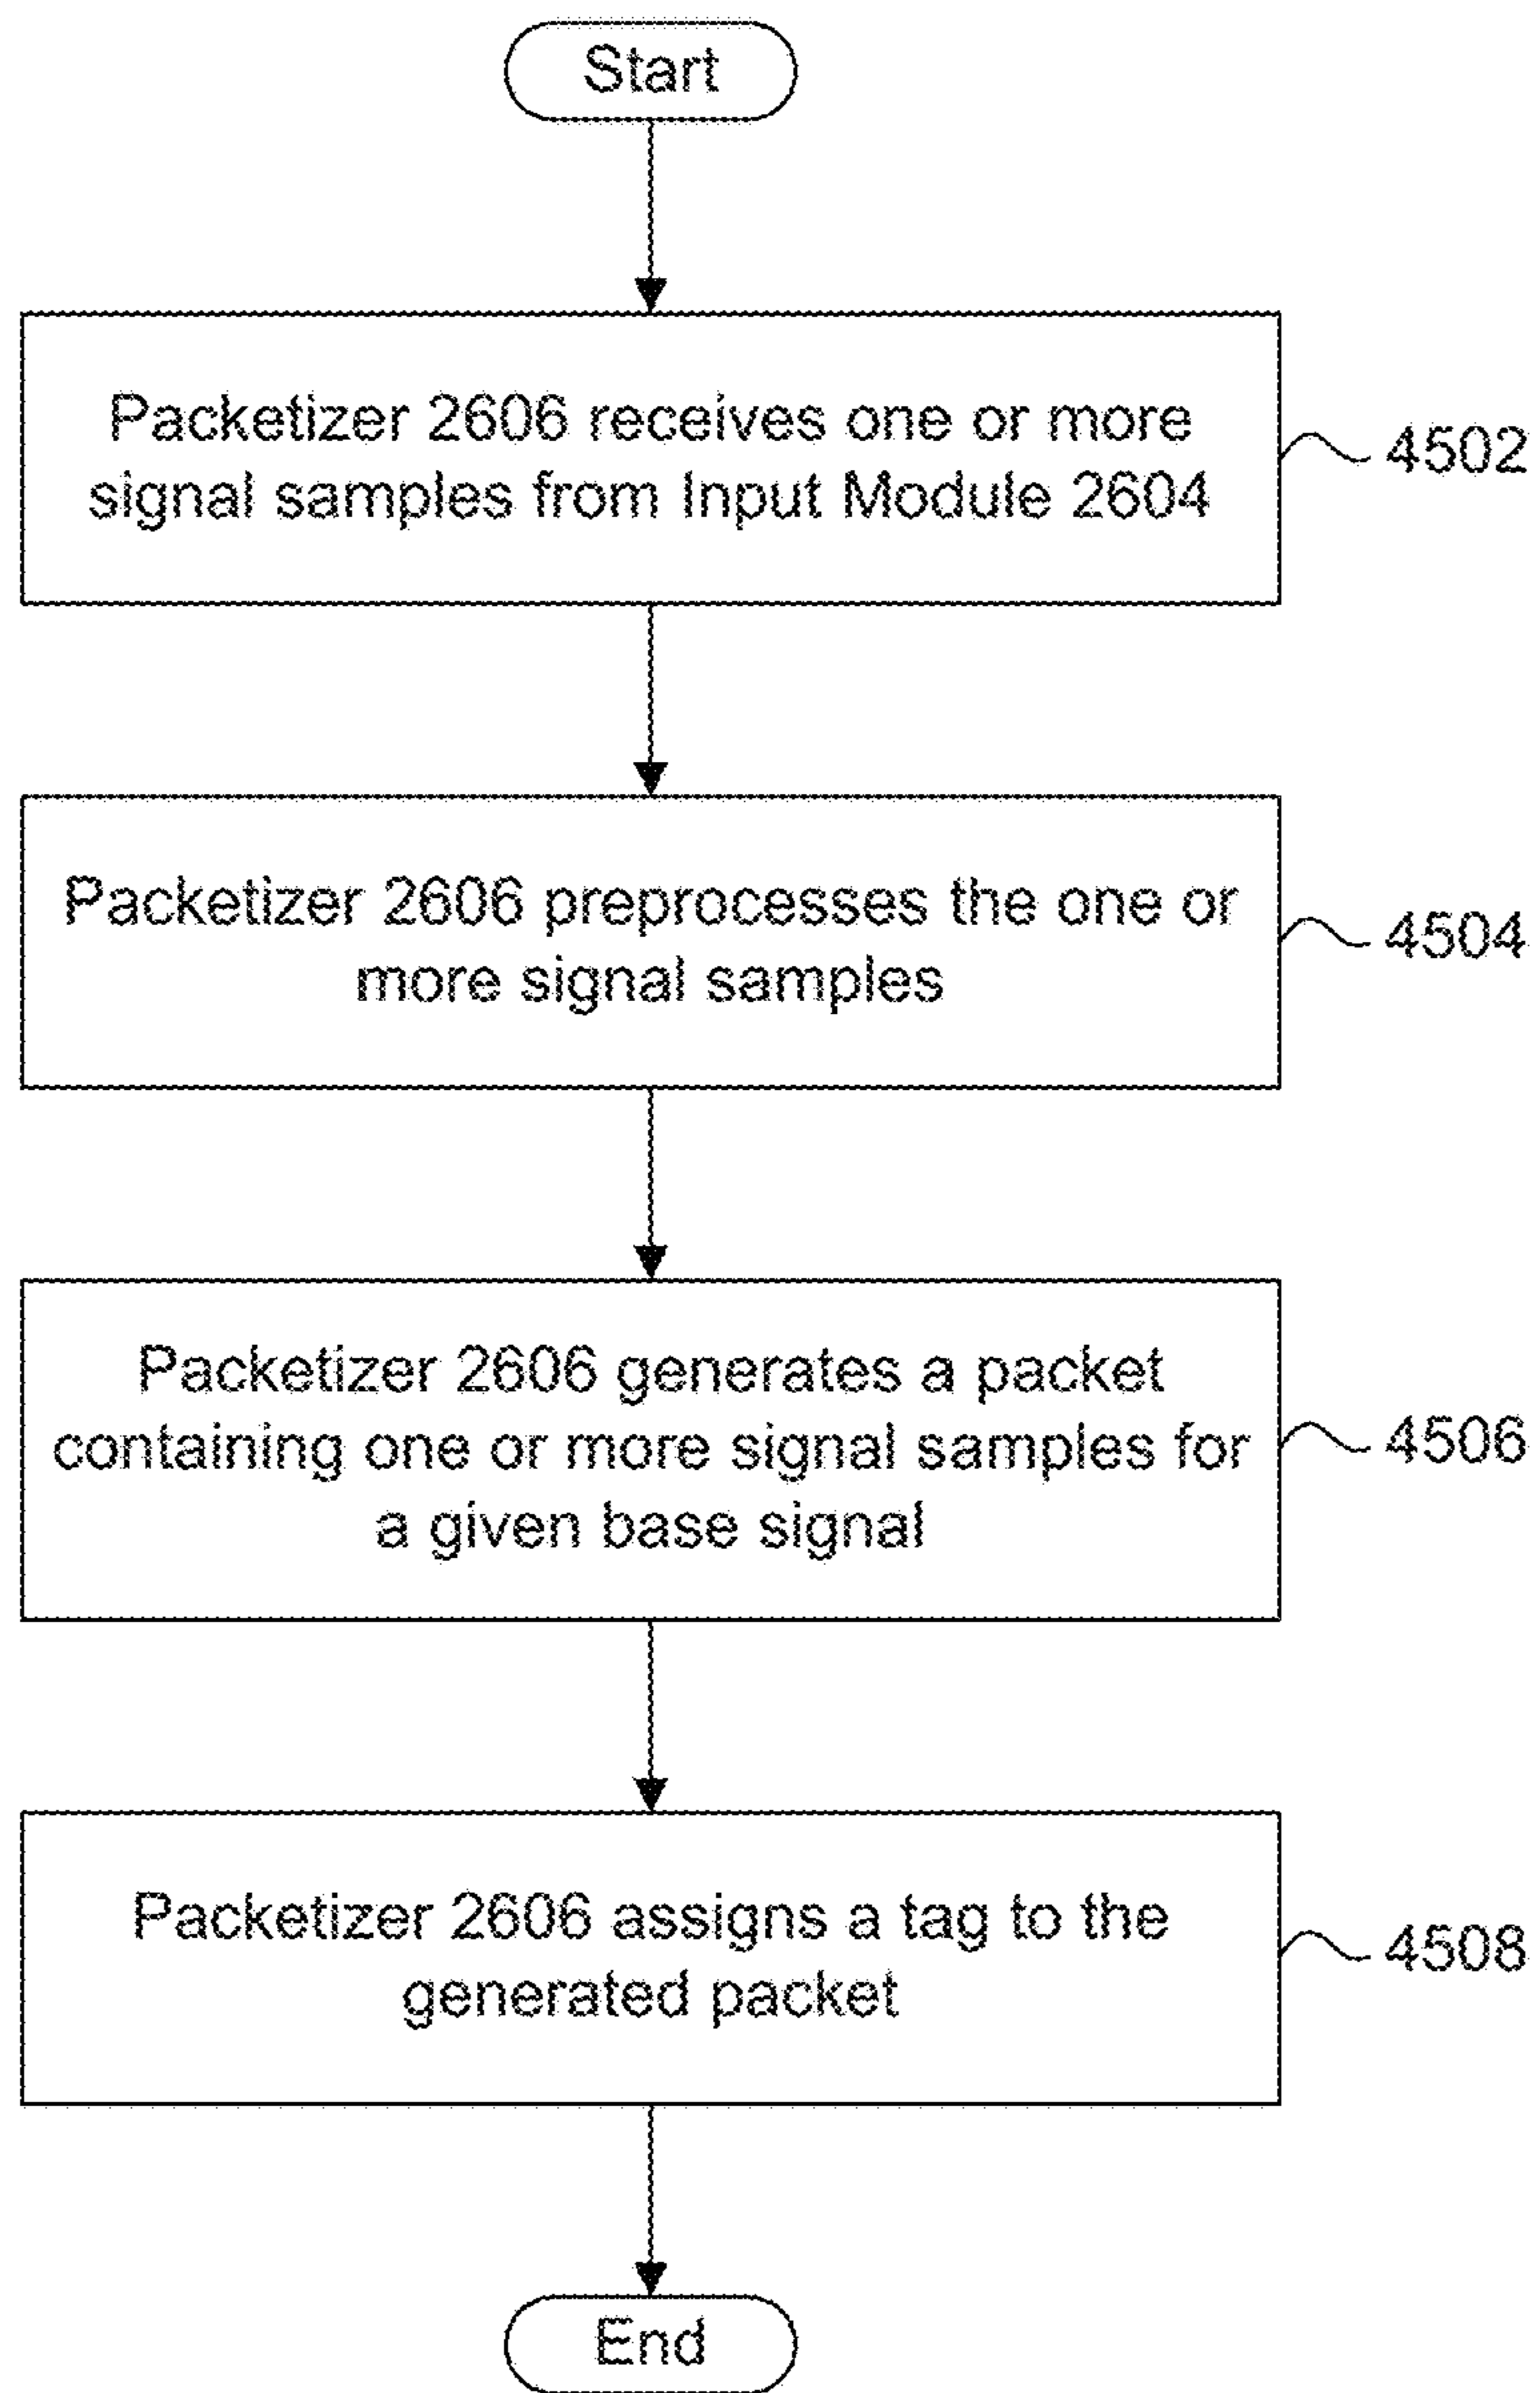 Start
Packetizer 2606 receives one or more
signal samples from Input Module 2604
4502
Packetizer 2606 preprocesses the one or
more signal samples
4504
Packetizer 2606 generates a packet
containing one or more signal samples for
a given base signal
4506
Packetizer 2606 assigns a tag to the
generated packet
4508
End